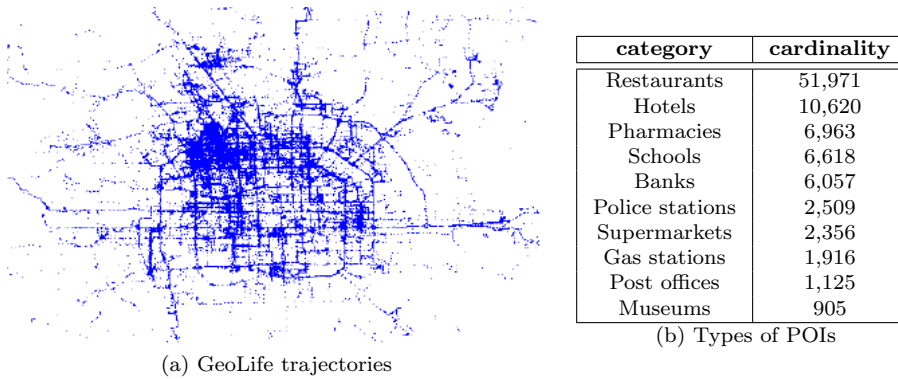 category cardinality
Restaurants 51,971
Hotels 10,620
Pharmacies 6,963
Schools 6,618
Banks 6,057
Police stations 2,509
Supermarkets 2,356
Gas stations 1,916
Post offices 1,125
Museums 905
(b) Types of POIs
(a) GeoLife trajectories